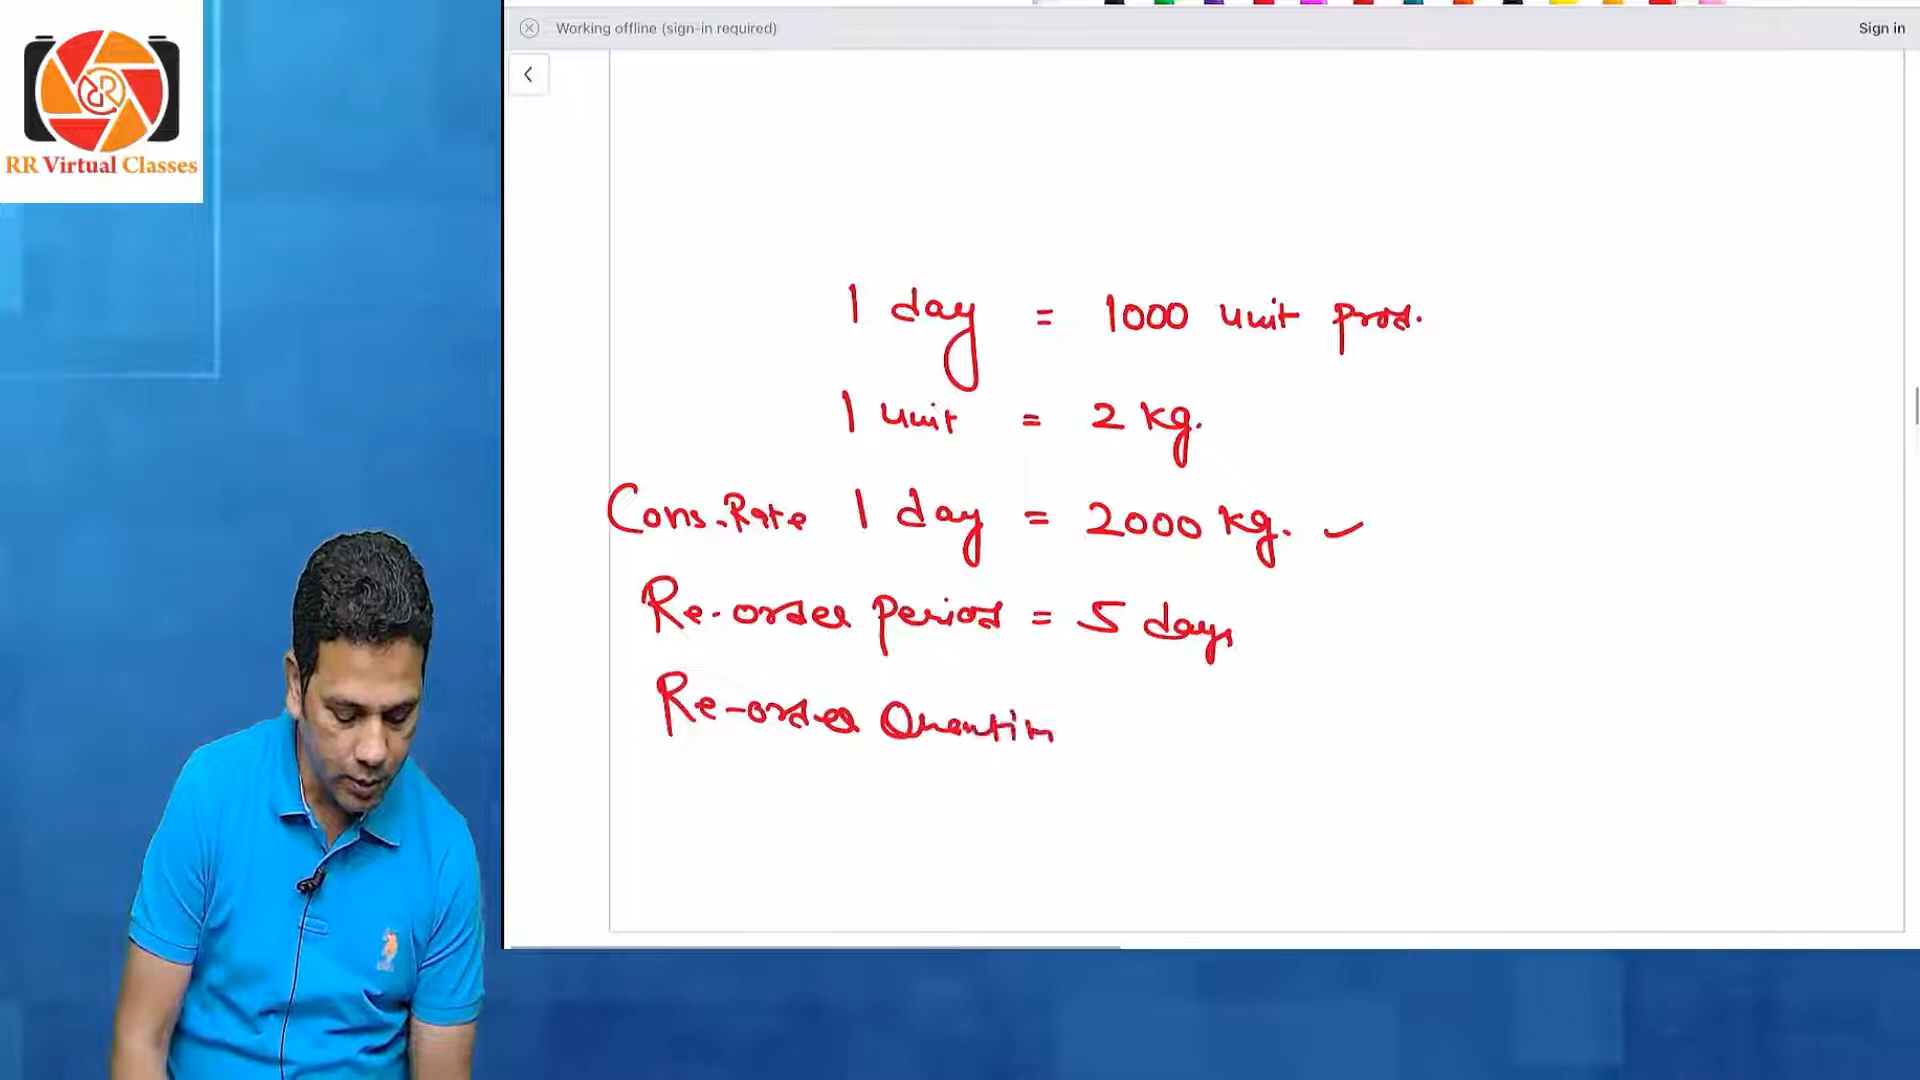 RR Virtual Classes
Working offline (sign-in required)
Sign in
1 day = 1000 unit prod.
1 unit = 2 kg.
Cons. Rate 1 day = 2000 kg.
Re-order period = 5 days
Re-order Quantit